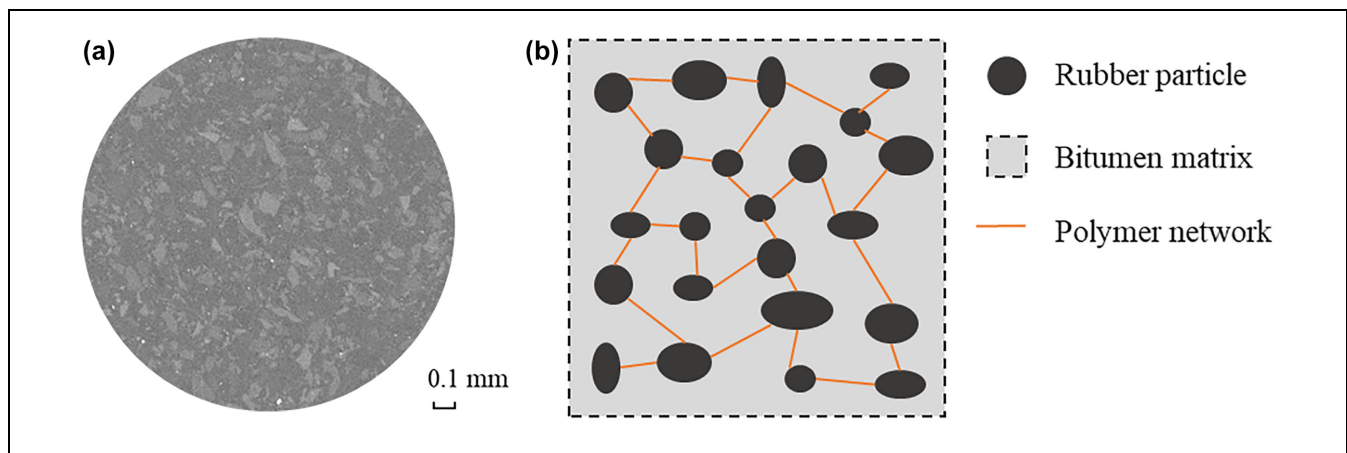 (a)
0.1 mm
(b)
Rubber particle
Bitumen matrix
Polymer network